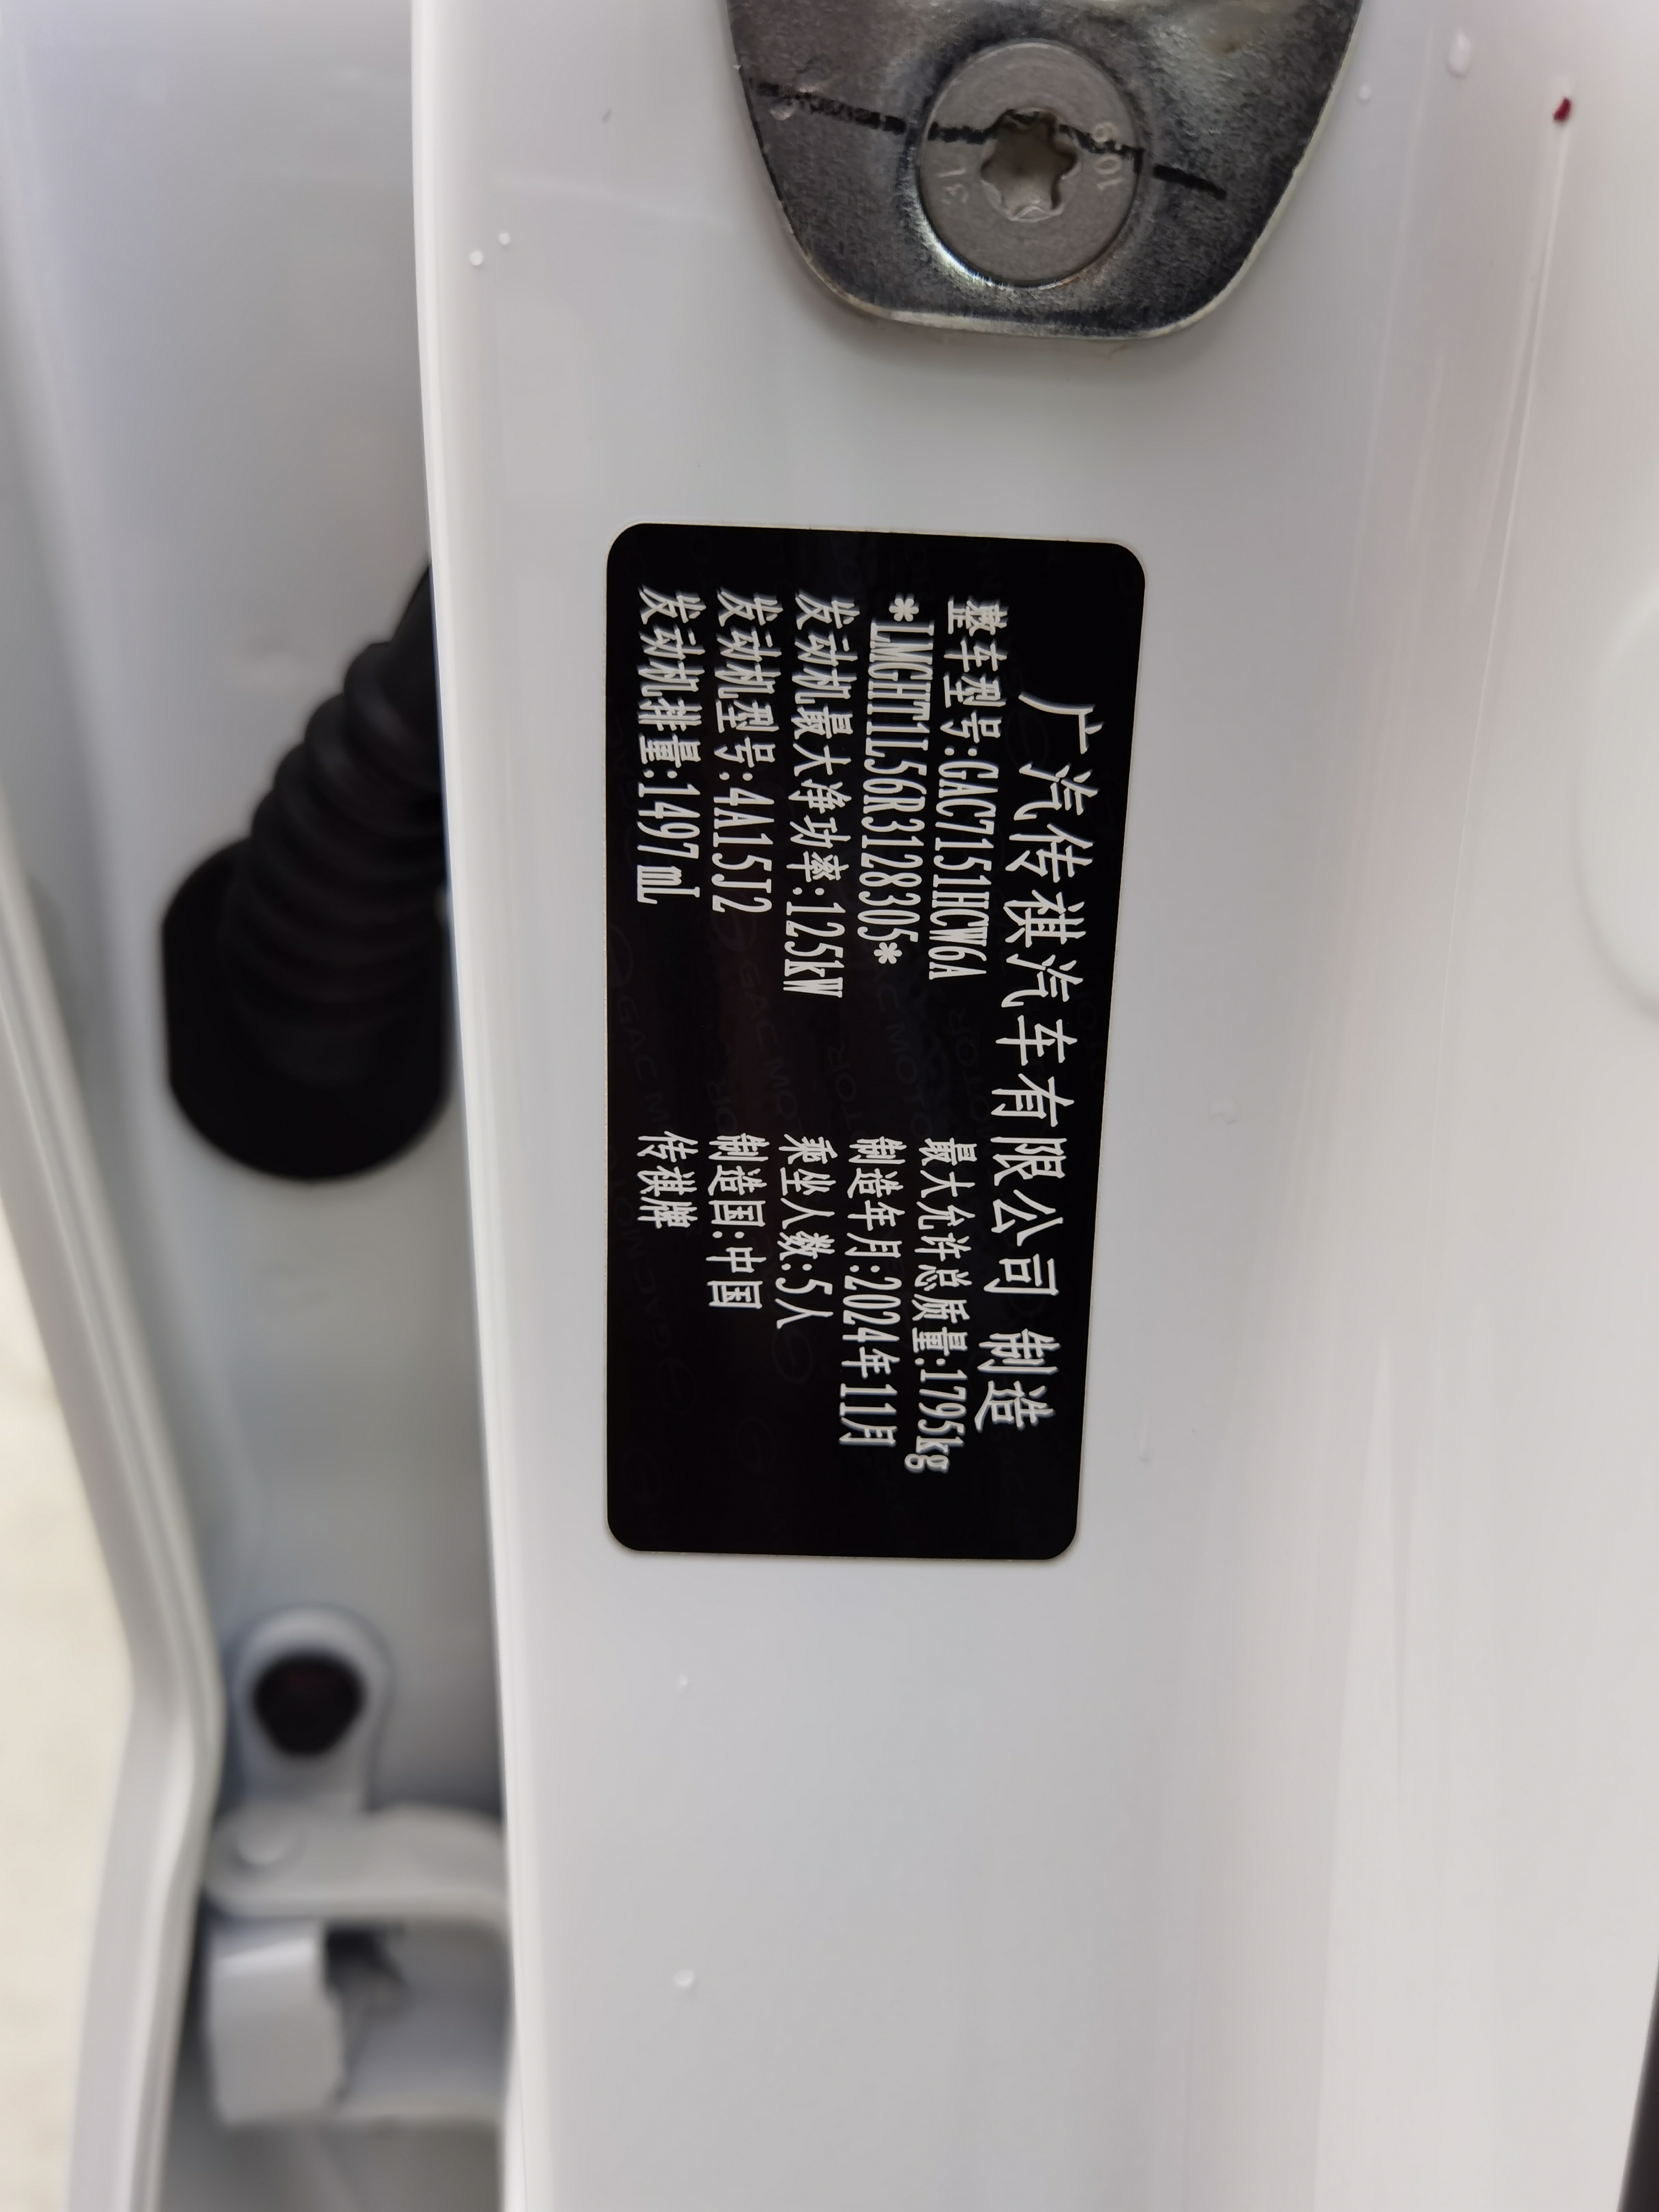 广汽传祺汽车有限公司 制造
整车型号:GAC7151HCW6A
最大允许总质量:1795kg
*LMGHT1L56R3128305*
制造年月:2024年11月
发动机最大净功率:125kW
乘坐人数:5人
发动机型号:4A15J2
制造国:中国
发动机排量:1497mL
传祺牌
GAC MOTOR
109